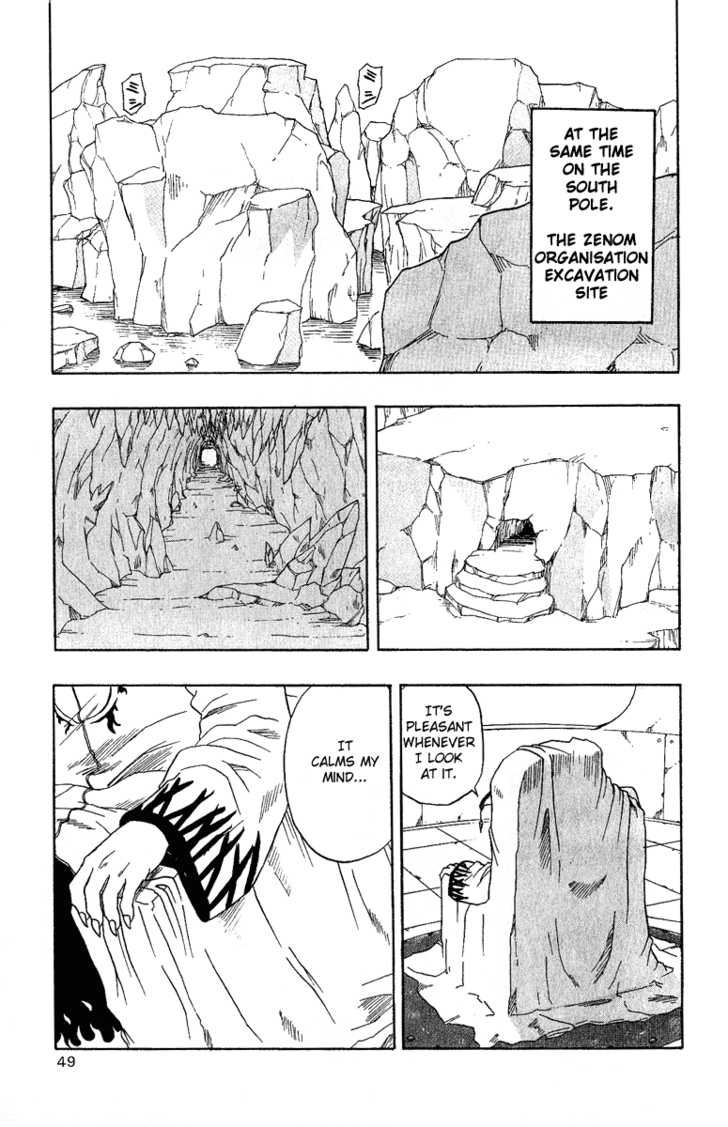 AT THE
SAME TIME
ON THE
SOUTH
POLE.
THE ZENOM
ORGANISATION
EXCAVATION
SITE
IT'S
PLEASANT
WHENEVER
I LOOK
AT IT.
IT
CALMS MY
MIND...
49